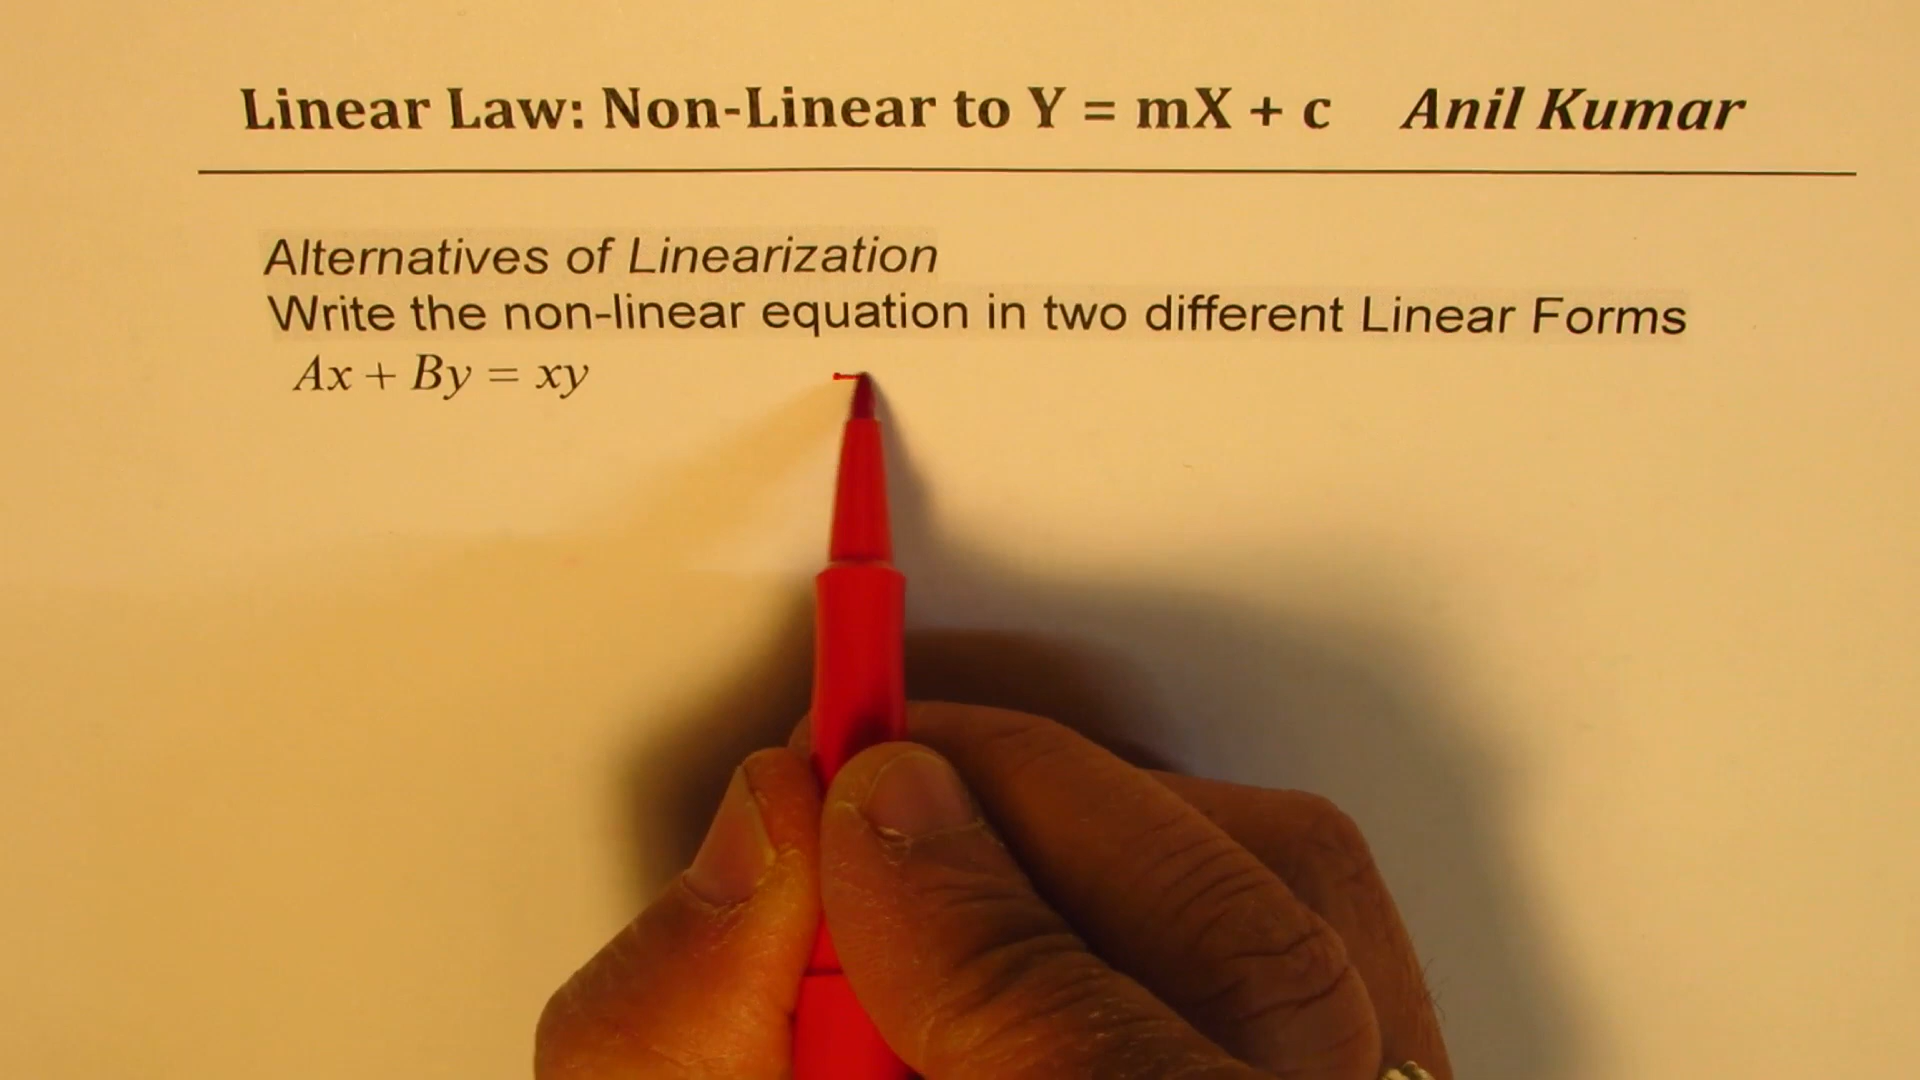 Linear Law: Non-Linear to Y = mX + c Anil Kumar
Alternatives of Linearization
Write the non-linear equation in two different Linear Forms
Ax + By = xy